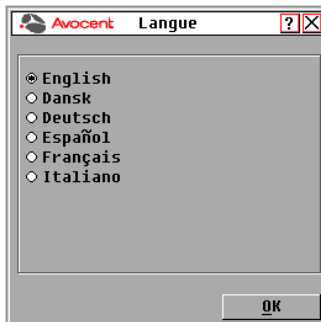 Avocent Langue ? X
English
Dansk
Deutsch
Español
Français
Italiano
OK